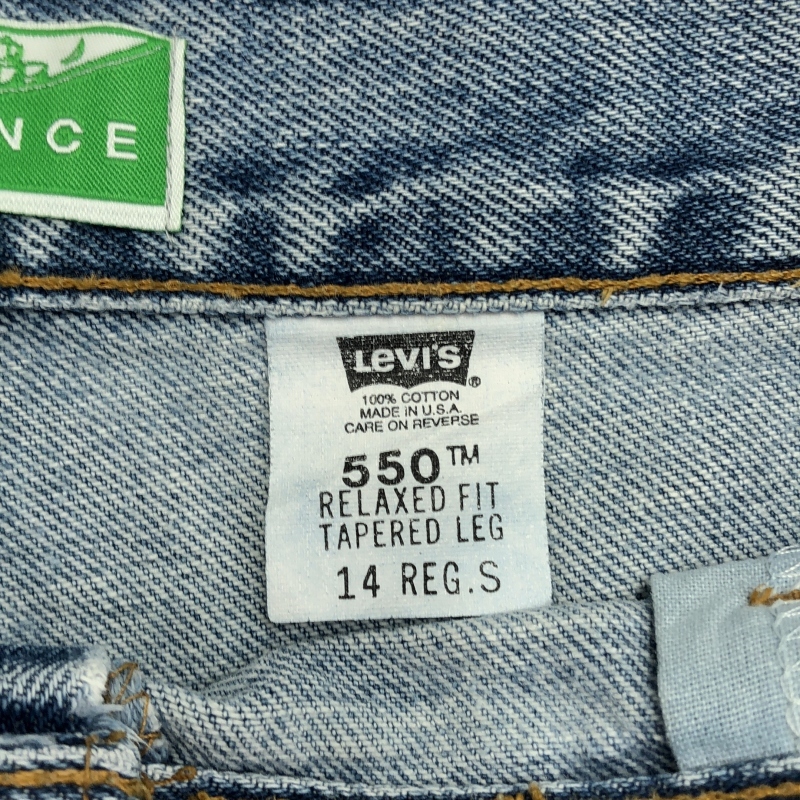 NCE
Levi's®
100% COTTON
MADE IN U.S.A.
CARE ON REVERSE
550™
RELAXED FIT
TAPERED LEG
14 REG.S